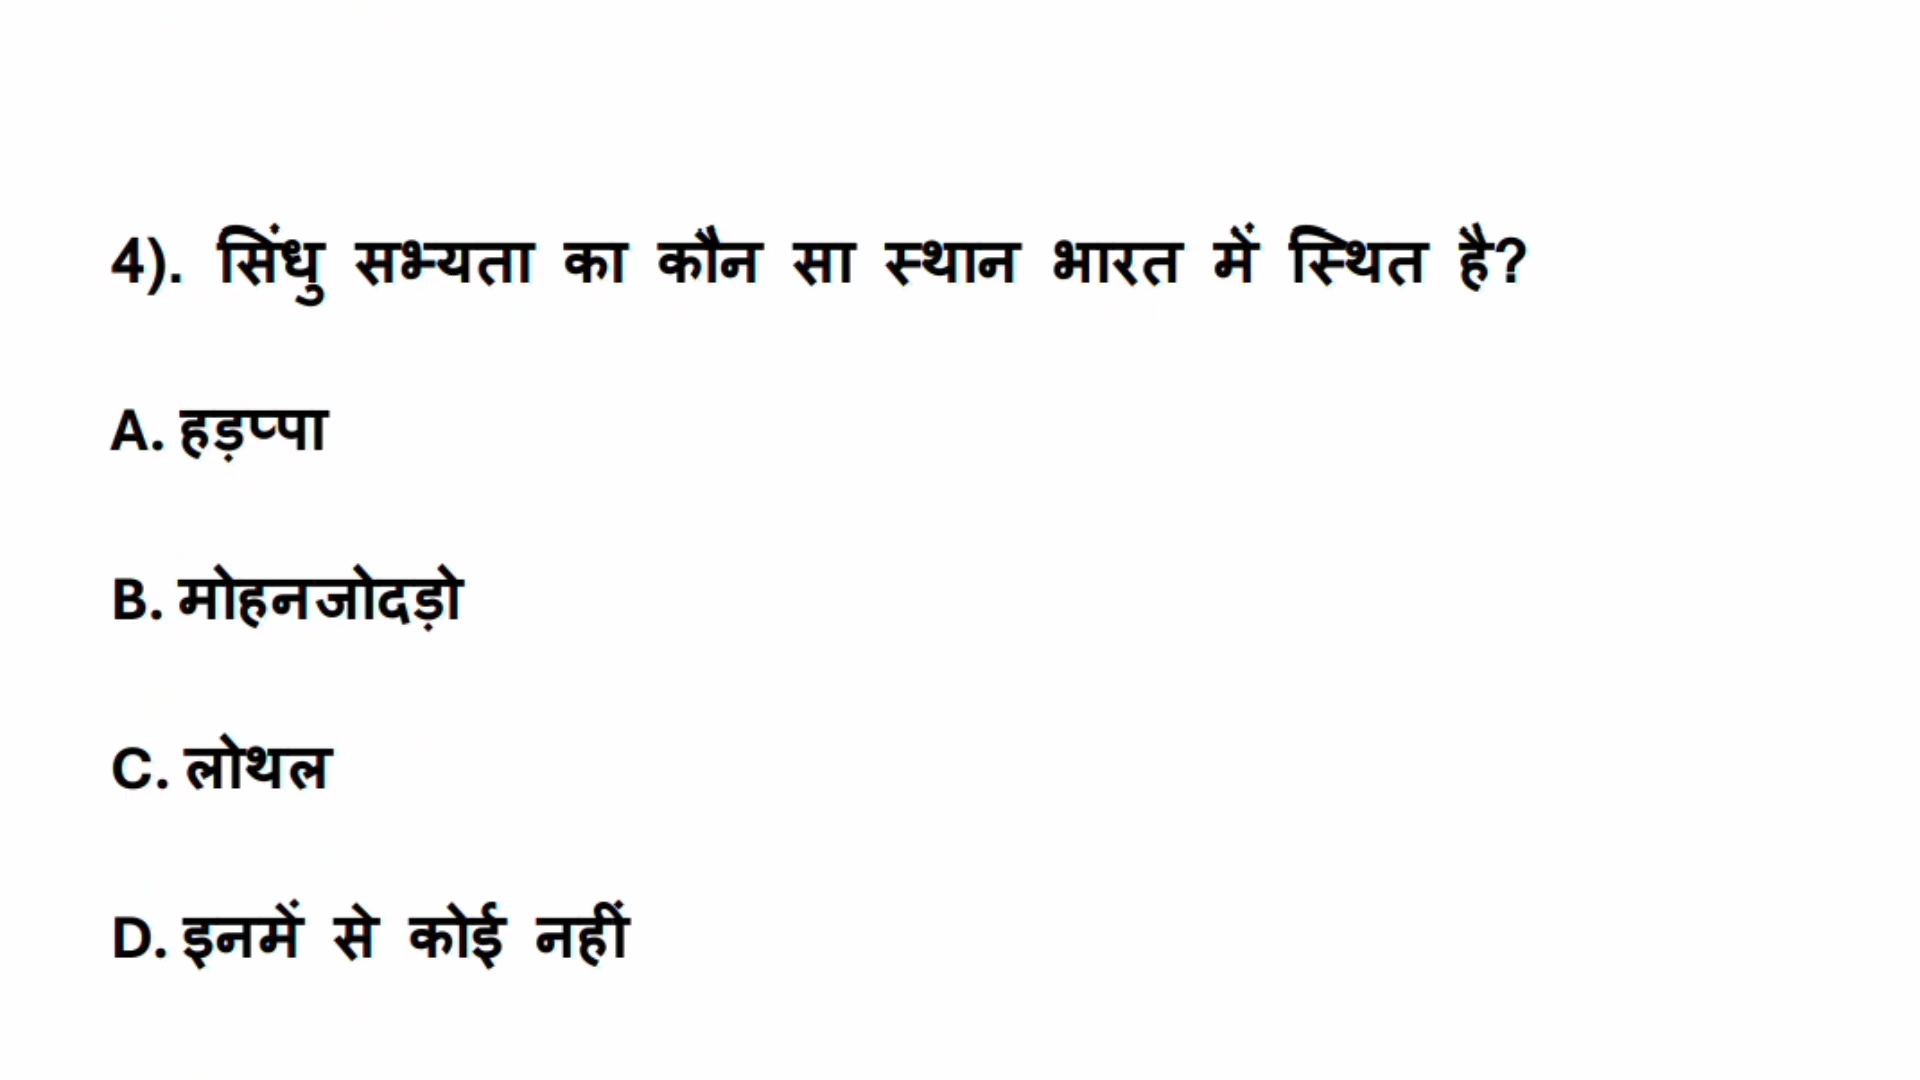 4). सिंधु सभ्यता का कौन सा स्थान भारत में स्थित है?
A. हड़प्पा
B. मोहनजोदड़ो
C. लोथल
D. इनमें से कोई नहीं